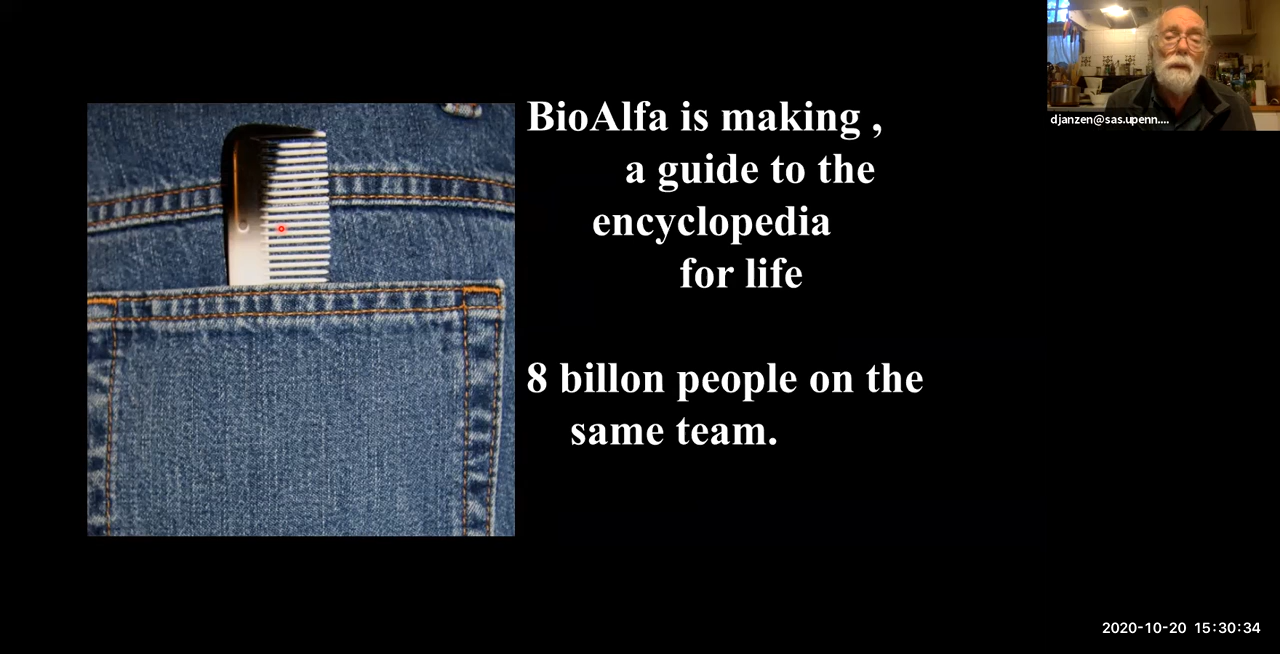 BioAlfa is making ,
a guide to the
encyclopedia
for life
8 billon people on the
same team.
djanzen@sas.upenn....
2020-10-20 15:30:34